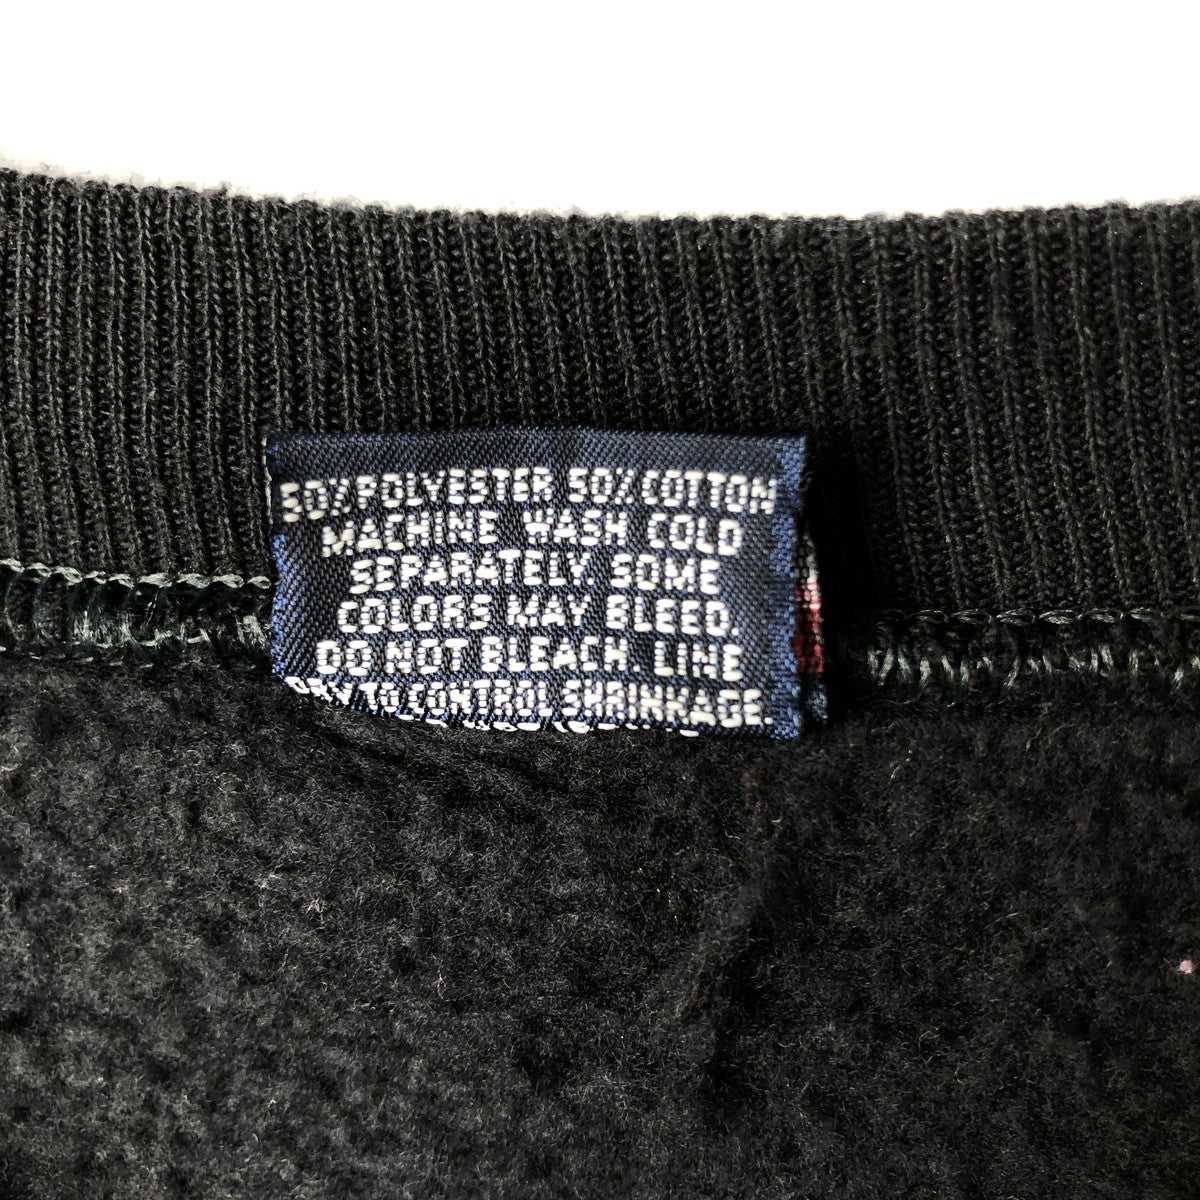 50% POLYESTER 50% COTTON
MACHINE WASH COLD
SEPARATELY SOME
COLORS MAY BLEED.
DO NOT BLEACH. LINE
DRY TO CONTROL SHRINKAGE.